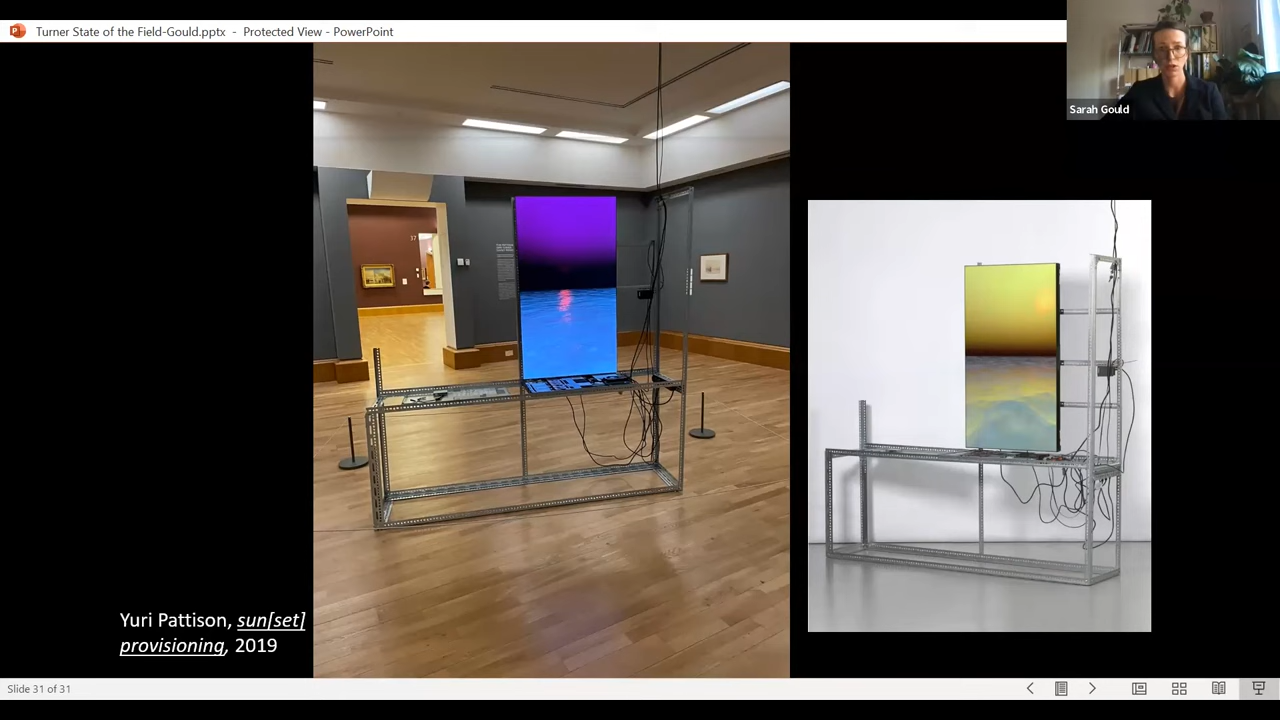 Turner State of the Field-Gould.pptx - Protected View - PowerPoint
Sarah Gould
37
Yuri Pattison, sun[set]
provisioning, 2019
Slide 31 of 31